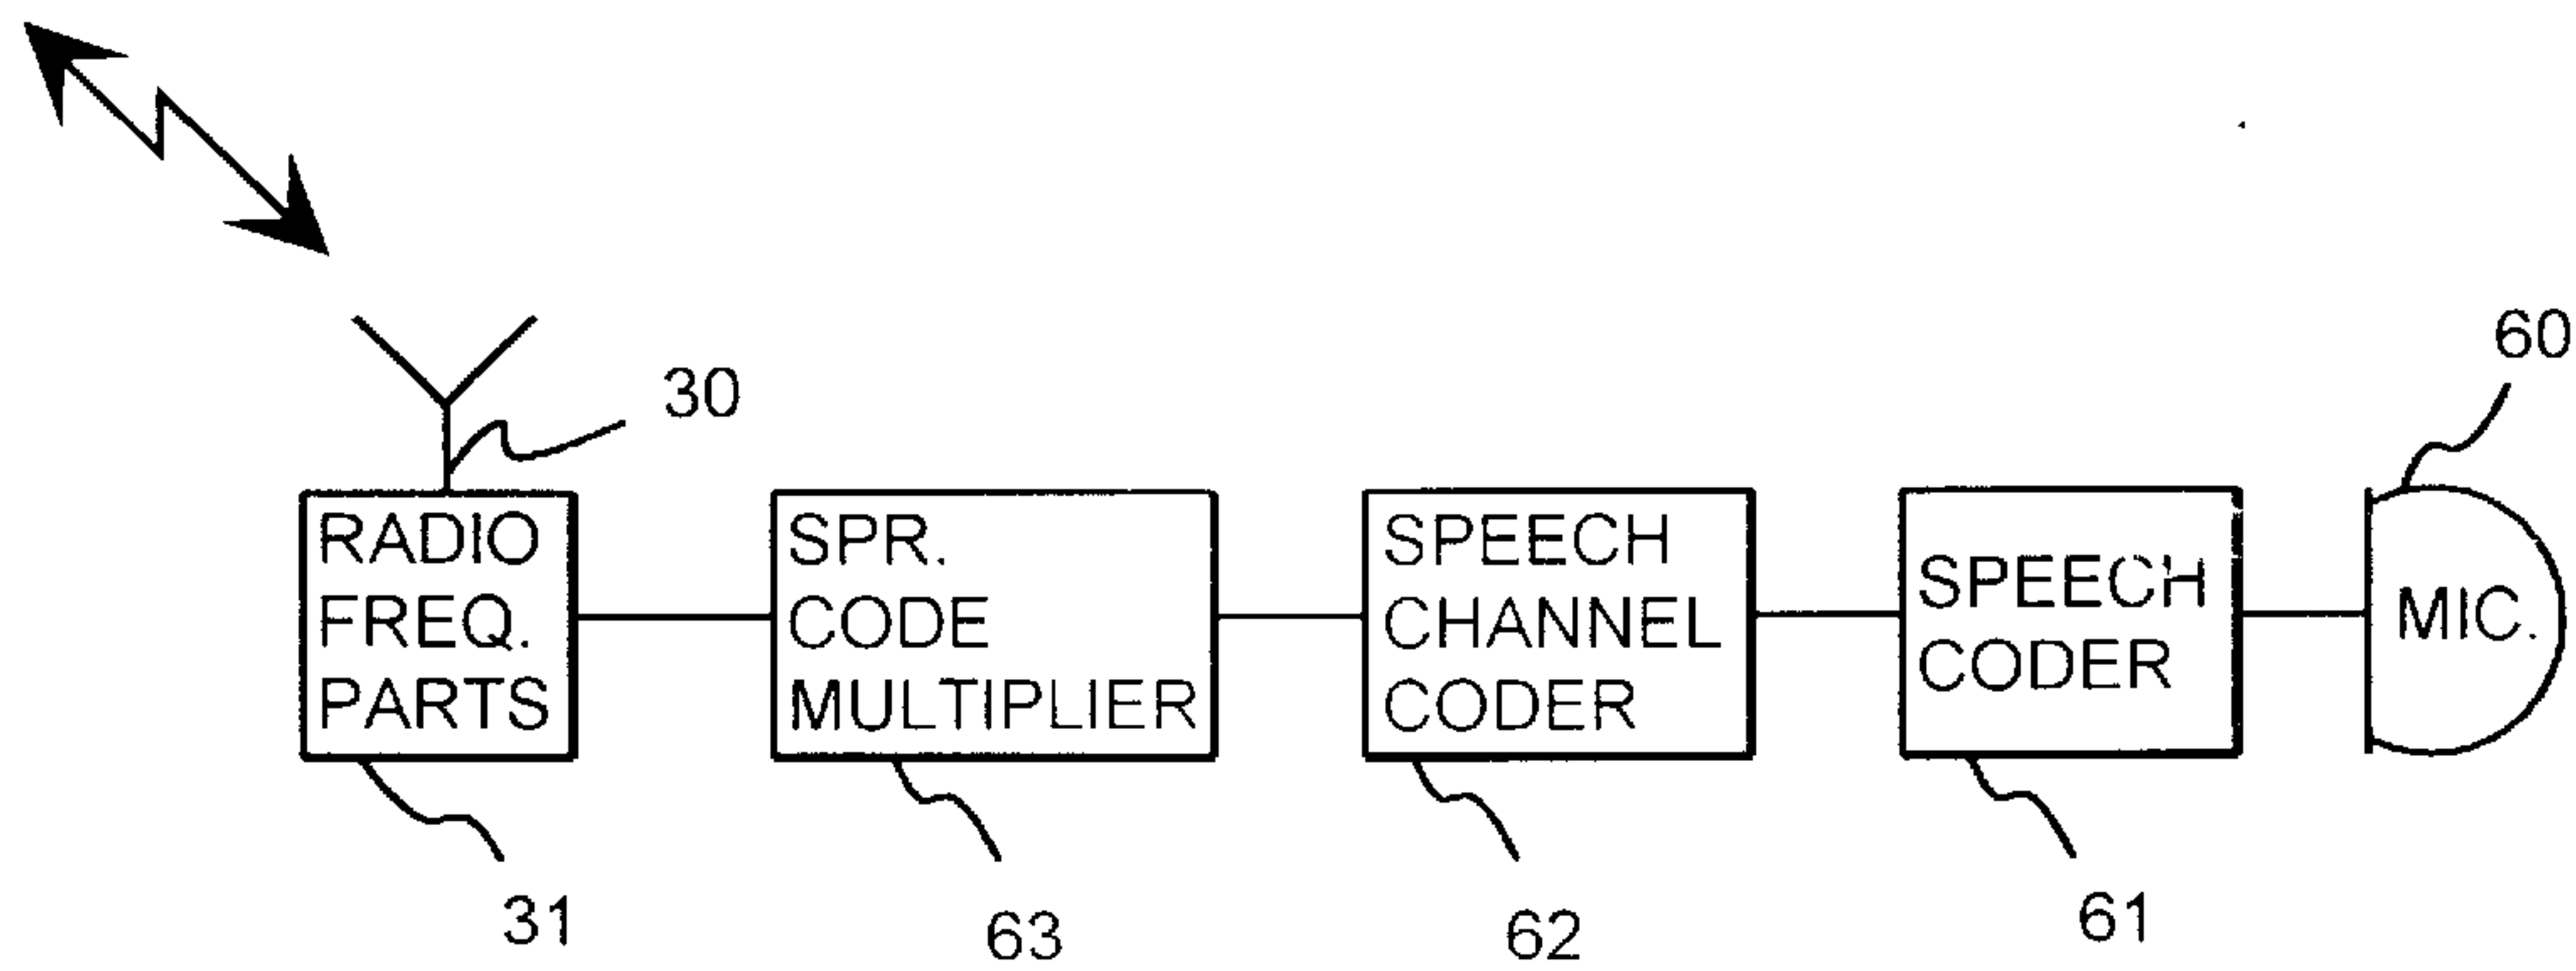 60
30
RADIO
FREQ.
PARTS
SPR.
CODE
MULTIPLIER
SPEECH
CHANNEL
CODER
SPEECH
CODER
MIC.
31
63
62
61